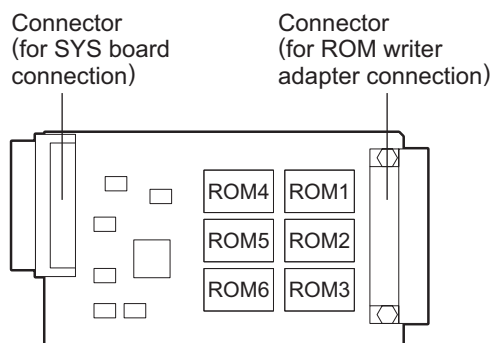 Connector
(for SYS board
connection)
Connector
(for ROM writer
adapter connection)
ROM4 ROM1
ROM5 ROM2
ROM6 ROM3